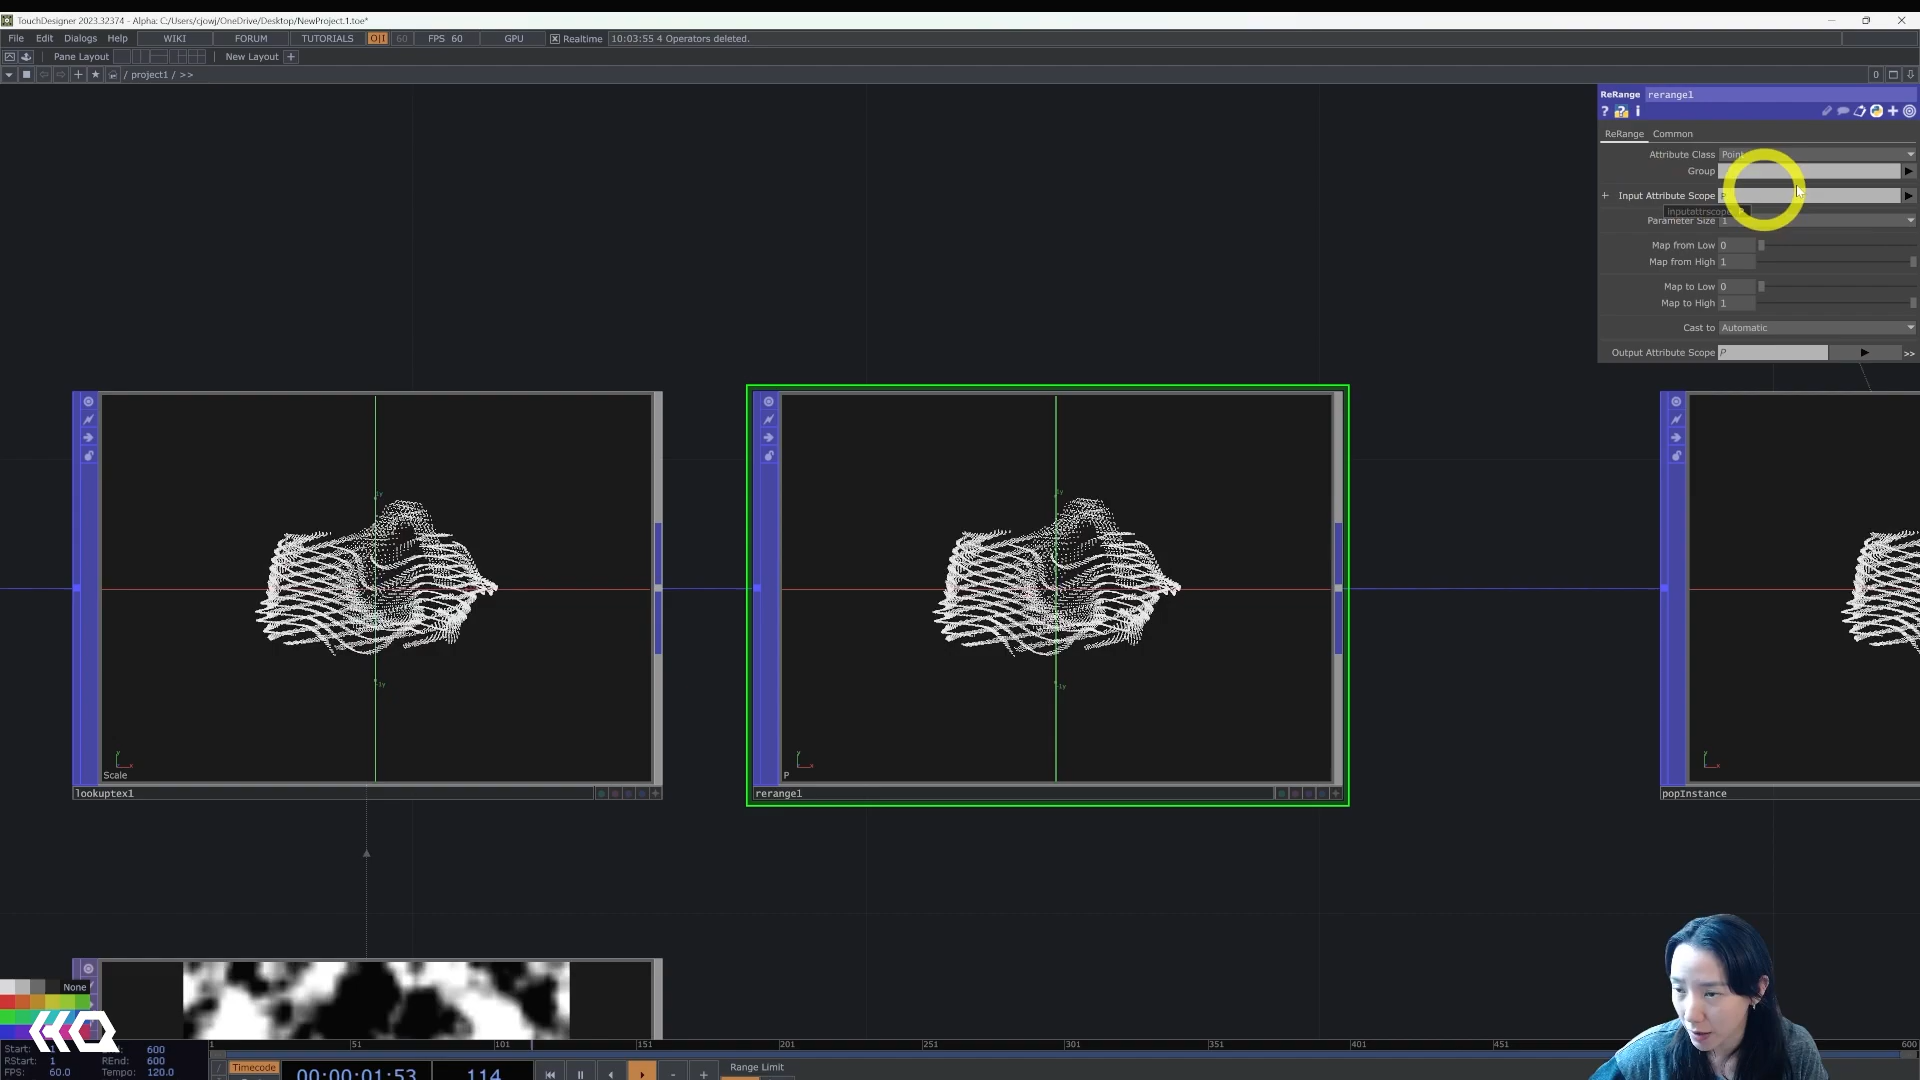 TouchDesigner 2023.32374 - Alpha: C:/Users/cjowj/OneDrive/Desktop/NewProject.1.toe*
File Edit Dialogs Help WIKI FORUM TUTORIALS O|I 60 FPS 60 GPU Realtime 10:03:55 4 Operators deleted.
Pane Layout New Layout +
/ project1 / >> 0
ReRange rerange1
? ? i
ReRange Common
Attribute Class Point
Group
+ Input Attribute Scope
inputattrscope
Parameter Size 1
Map from Low 0
Map from High 1
Map to Low 0
Map to High 1
Cast to Automatic
Output Attribute Scope P >>
Scale
lookuptex1
P
rerange1
popInstance
None
HQ
Start: 600
RStart: 1 REnd: 600
FPS: 60.0 Tempo: 120.0
1 51 101 151 201 251 301 351 401 451 600
Timecode 00:00:01:53 114 - + Range Limit